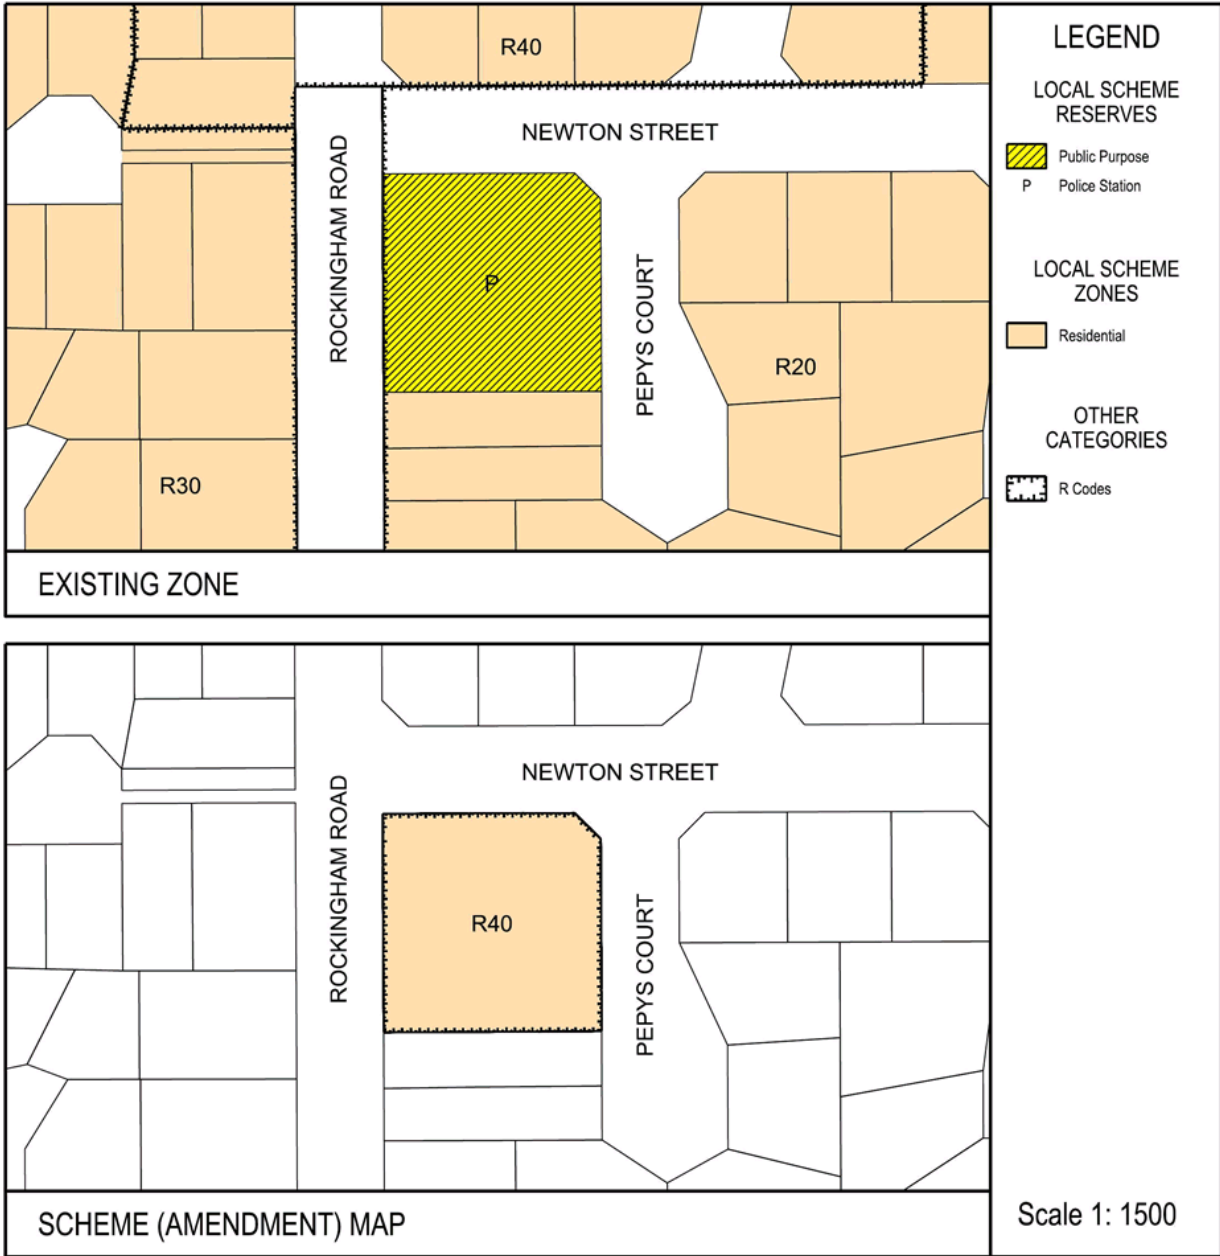 R40
NEWTON STREET
ROCKINGHAM ROAD
P
PEPYS COURT
R20
R30
EXISTING ZONE
NEWTON STREET
ROCKINGHAM ROAD
R40
PEPYS COURT
SCHEME (AMENDMENT) MAP
LEGEND
LOCAL SCHEME
RESERVES
Public Purpose
P Police Station
LOCAL SCHEME
ZONES
Residential
OTHER
CATEGORIES
R Codes
Scale 1: 1500